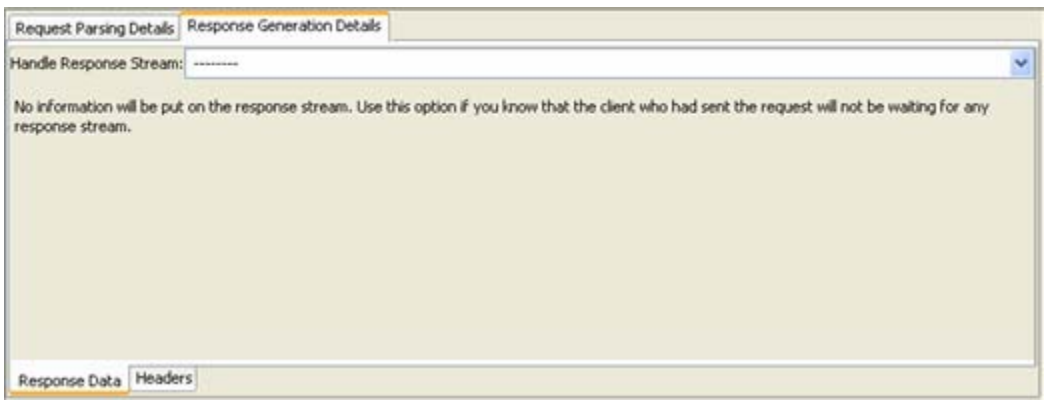 Request Parsing Details Response Generation Details
Handle Response Stream: --------
No information will be put on the response stream. Use this option if you know that the client who had sent the request will not be waiting for any
response stream.
Response Data Headers